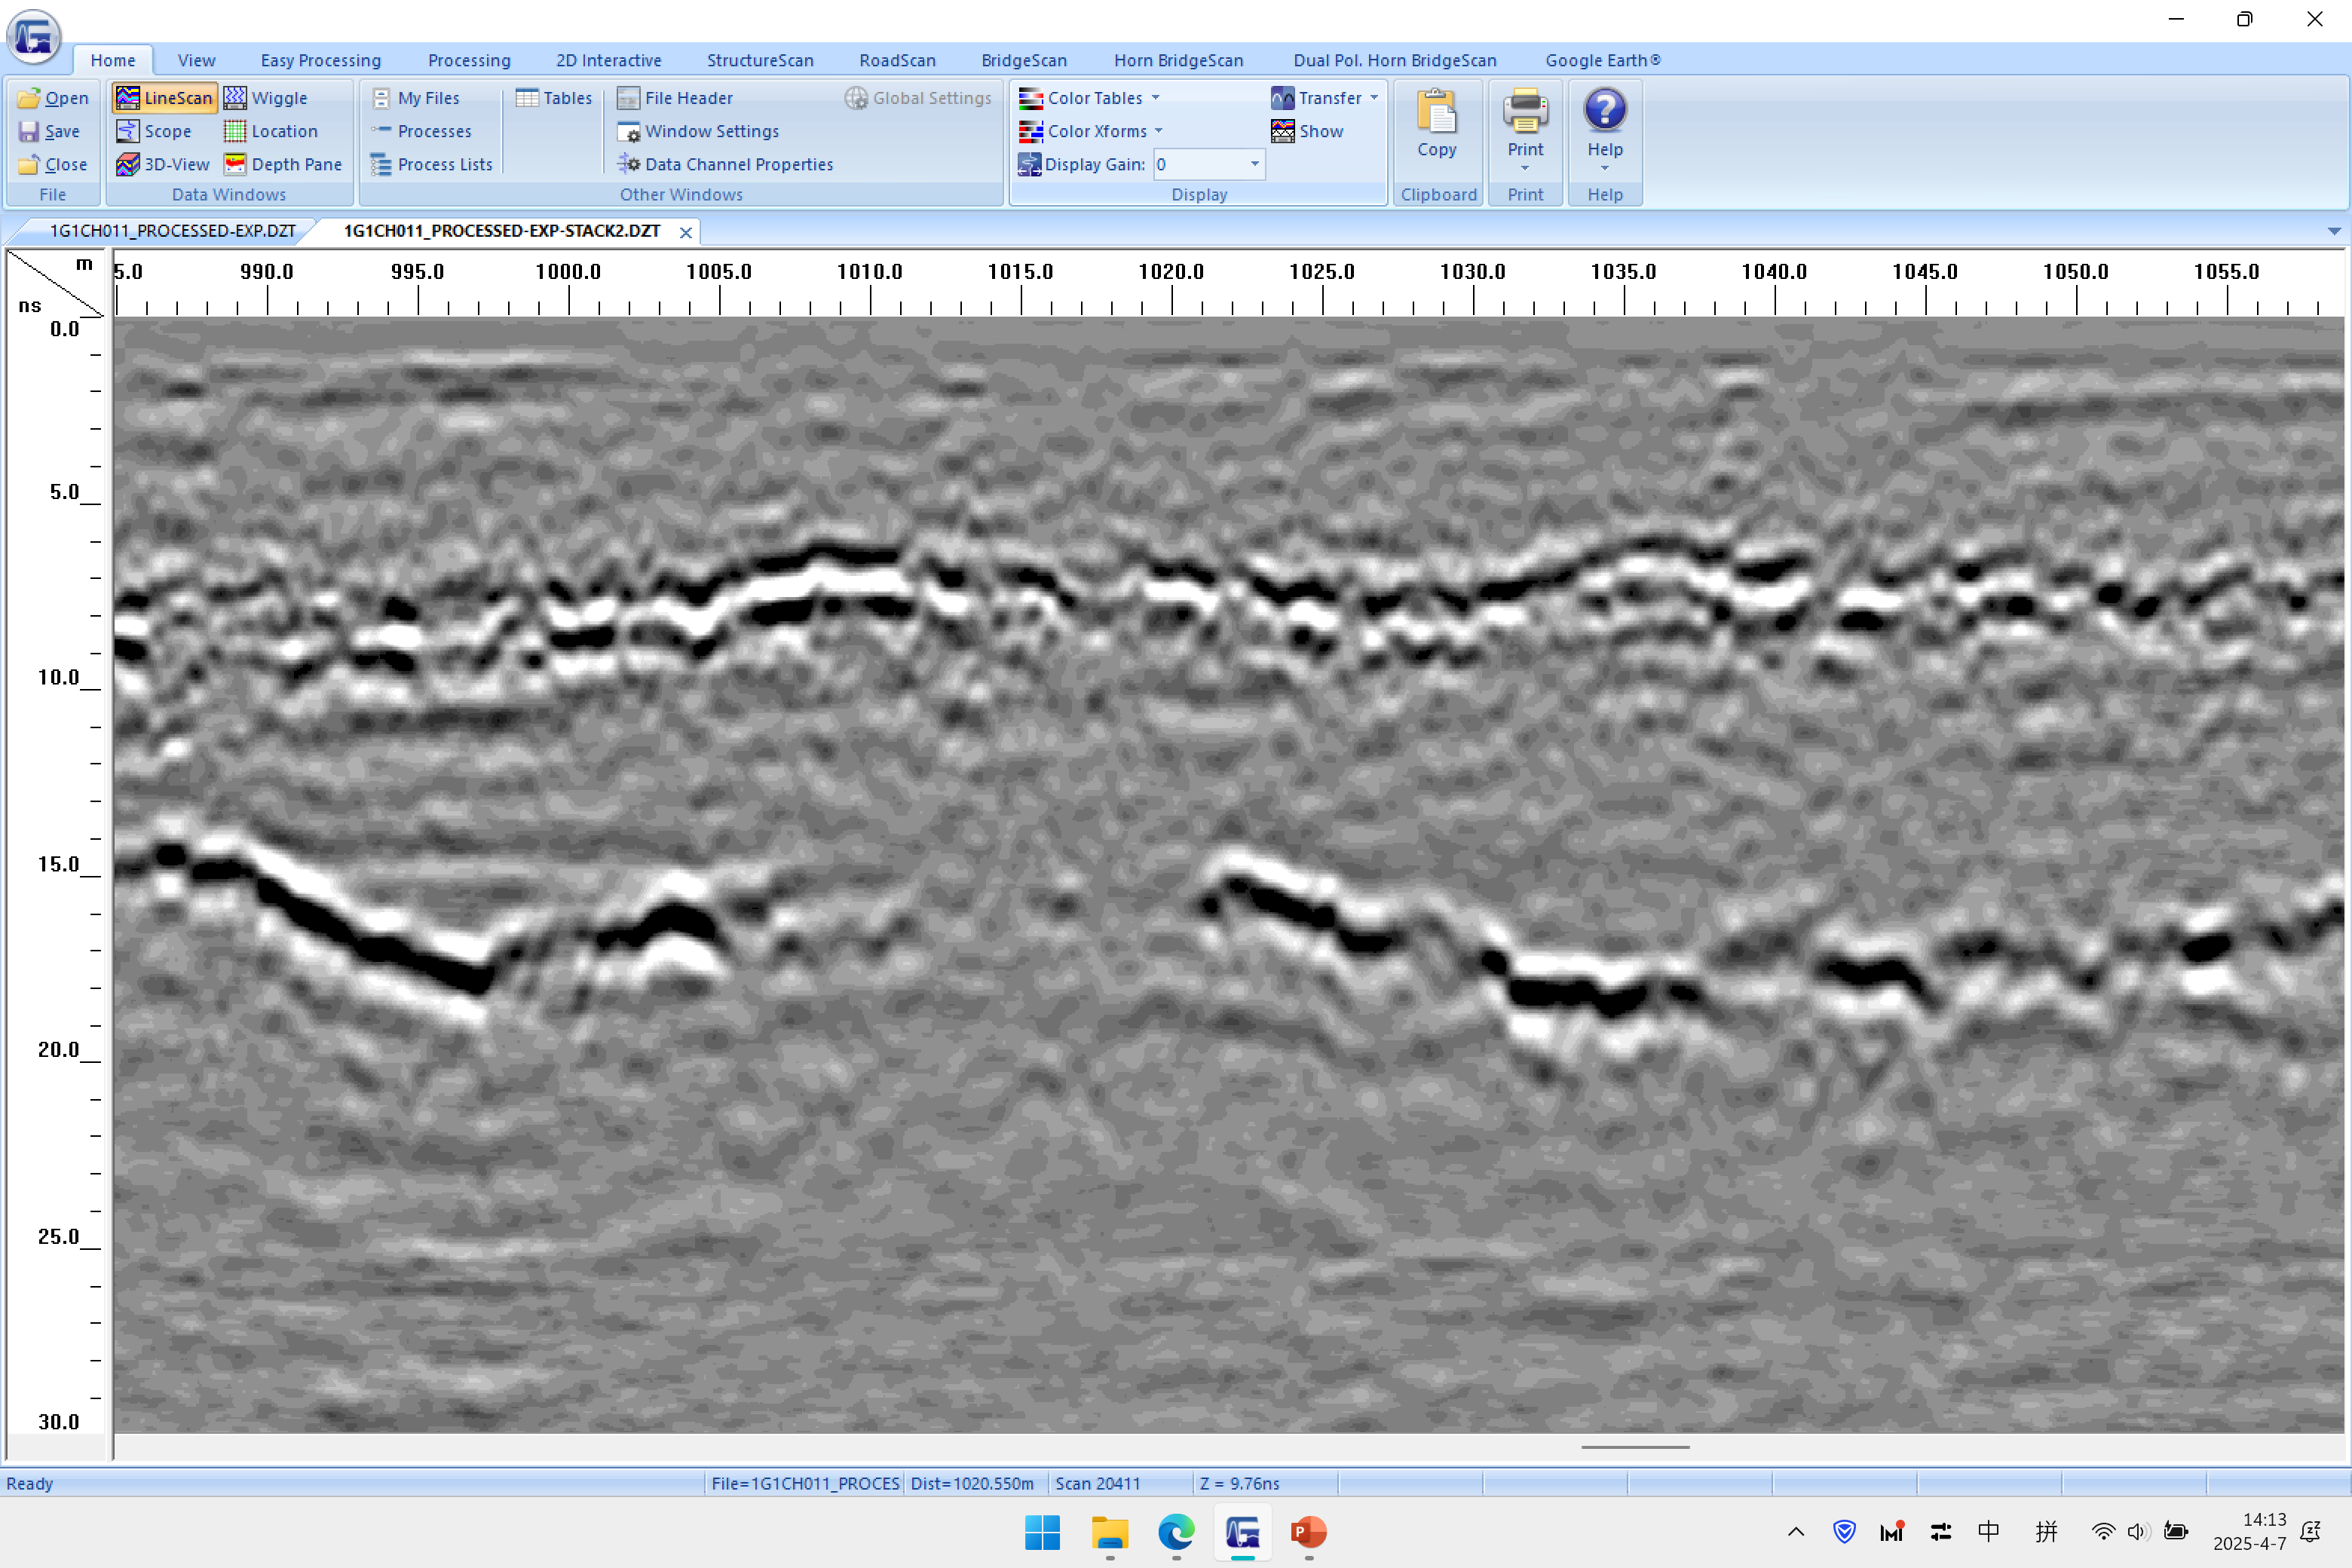 Home View Easy Processing Processing 2D Interactive StructureScan RoadScan BridgeScan Horn BridgeScan Dual Pol. Horn BridgeScan Google Earth®
Open LineScan Wiggle My Files Tables File Header Global Settings Color Tables Transfer
Save Scope Location Processes Window Settings Color Xforms Show Copy Print Help
Close 3D-View Depth Pane Process Lists Data Channel Properties Display Gain: 0
File Data Windows Other Windows Display Clipboard Print Help
1G1CH011_PROCESSED-EXP.DZT 1G1CH011_PROCESSED-EXP-STACK2.DZT
m 5.0 990.0 995.0 1000.0 1005.0 1010.0 1015.0 1020.0 1025.0 1030.0 1035.0 1040.0 1045.0 1050.0 1055.0
ns
0.0
5.0
10.0
15.0
20.0
25.0
30.0
Ready File=1G1CH011_PROCES Dist=1020.550m Scan 20411 Z = 9.76ns
P 中 拼 14:13
2025-4-7